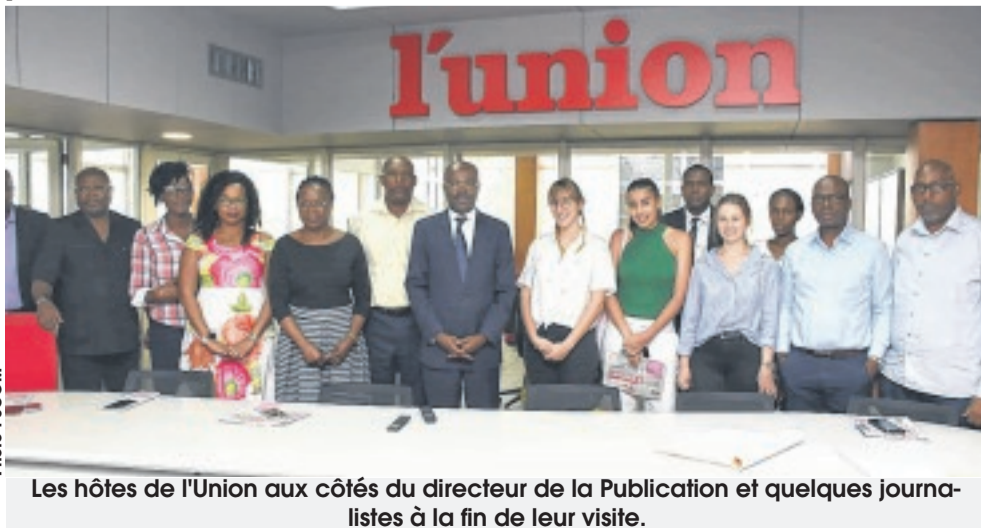 l'union
Les hôtes de l'Union aux côtés du directeur de la Publication et quelques journa-
listes à la fin de leur visite.